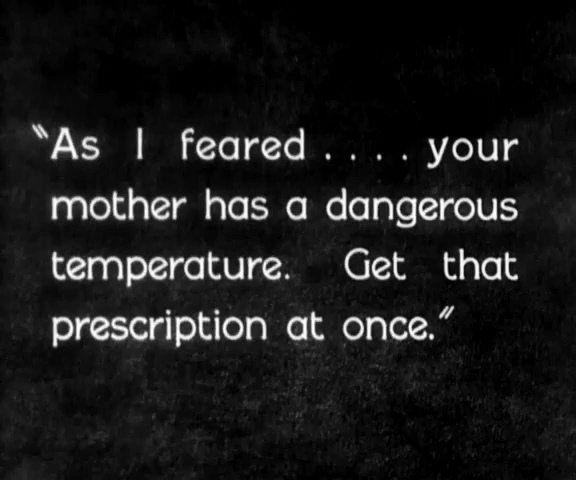 "As I feared . . . . your
mother has a dangerous
temperature. Get that
prescription at once."